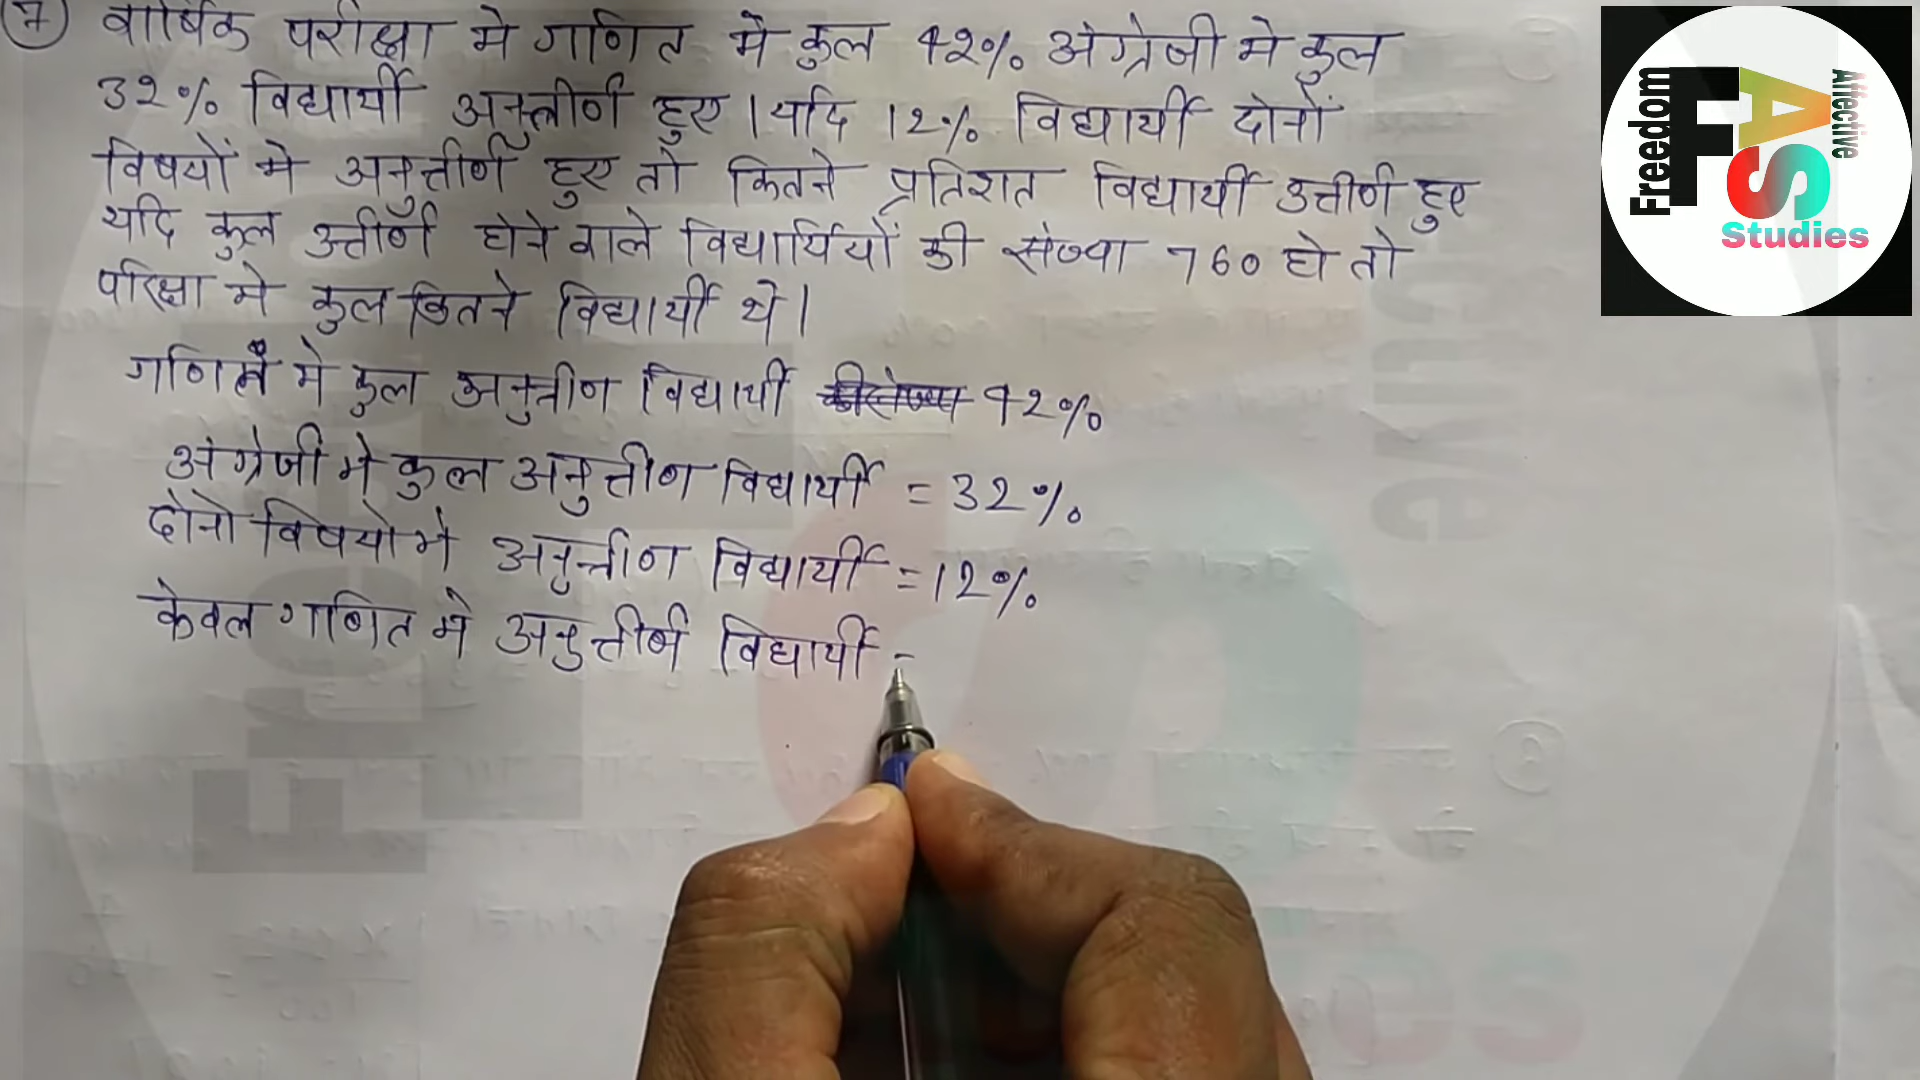 7 वार्षिक परीक्षा मे गणित मे कुल 42% अंग्रेजी मे कुल
32% विद्यार्थी अनुत्तीर्ण हुए । यदि 12% विद्यार्थी दोनों
विषयों मे अनुत्तीर्ण हुए तो कितने प्रतिशत विद्यार्थी उत्तीर्ण हुए
यदि कुल उत्तीर्ण होने वाले विद्यार्थियों की संख्या 760 हो तो
परिक्षा मे कुल कितने विद्यार्थी थे।
गणित मे कुल अनुत्तीण विद्यार्थी 42%
अंग्रेजी मे कुल अनुत्तीण विद्यार्थी = 32%
दोनो विषयो मे अनुत्तीण विद्यार्थी = 12%
केवल गणित मे अनुत्तीर्ण विद्यार्थी =
Freedom
FAS
Affective
Studies